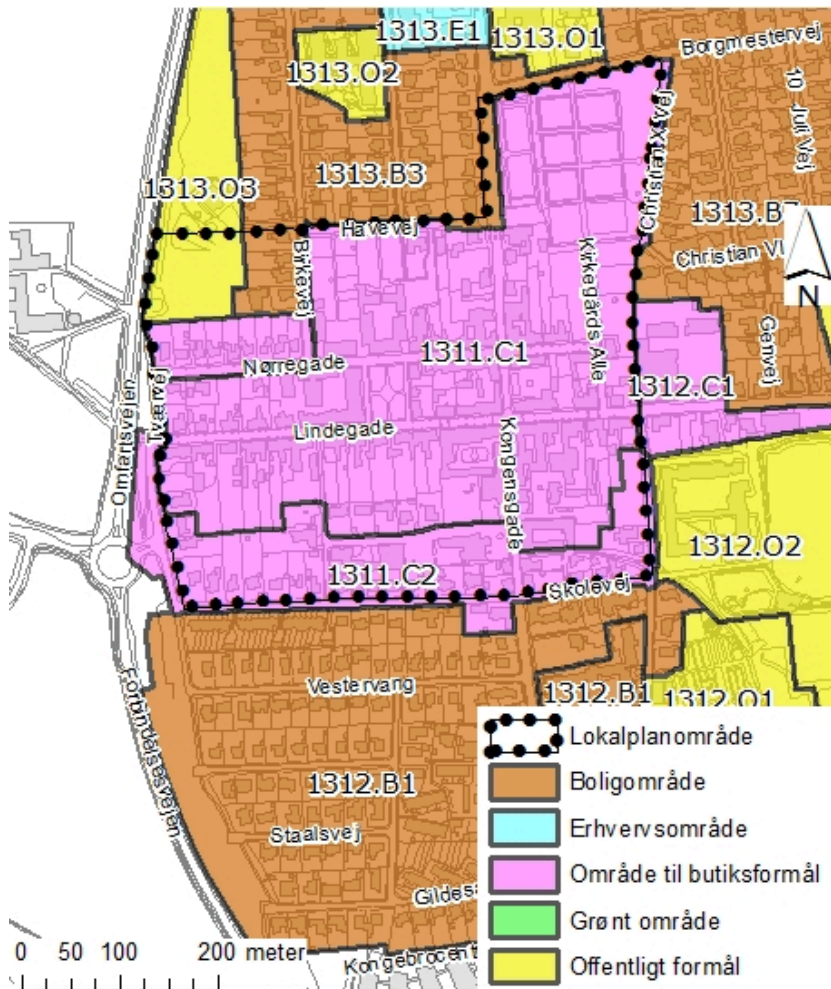 1313.E1
1313.O1
Borgmestervej
1313.O2
10 Juli Vej
1313.O3
1313.B3
Christian X Vej
Havevej
Birkevej
Kirkegårds Alle
Christian VI
N
1311.C1
Nørregade
Genvej
1312.C1
Tværvej
Omfartsvejen
Lindegade
Kongensgade
1312.O2
1311.C2
Skolevej
Vestervang
1312.B1
1312.O1
Forbindelsesvejen
1312.B1
Staalsvej
Lokalplanområde
Boligområde
Erhvervsområde
Område til butiksformål
Grønt område
Offentligt formål
0 50 100 200 meter